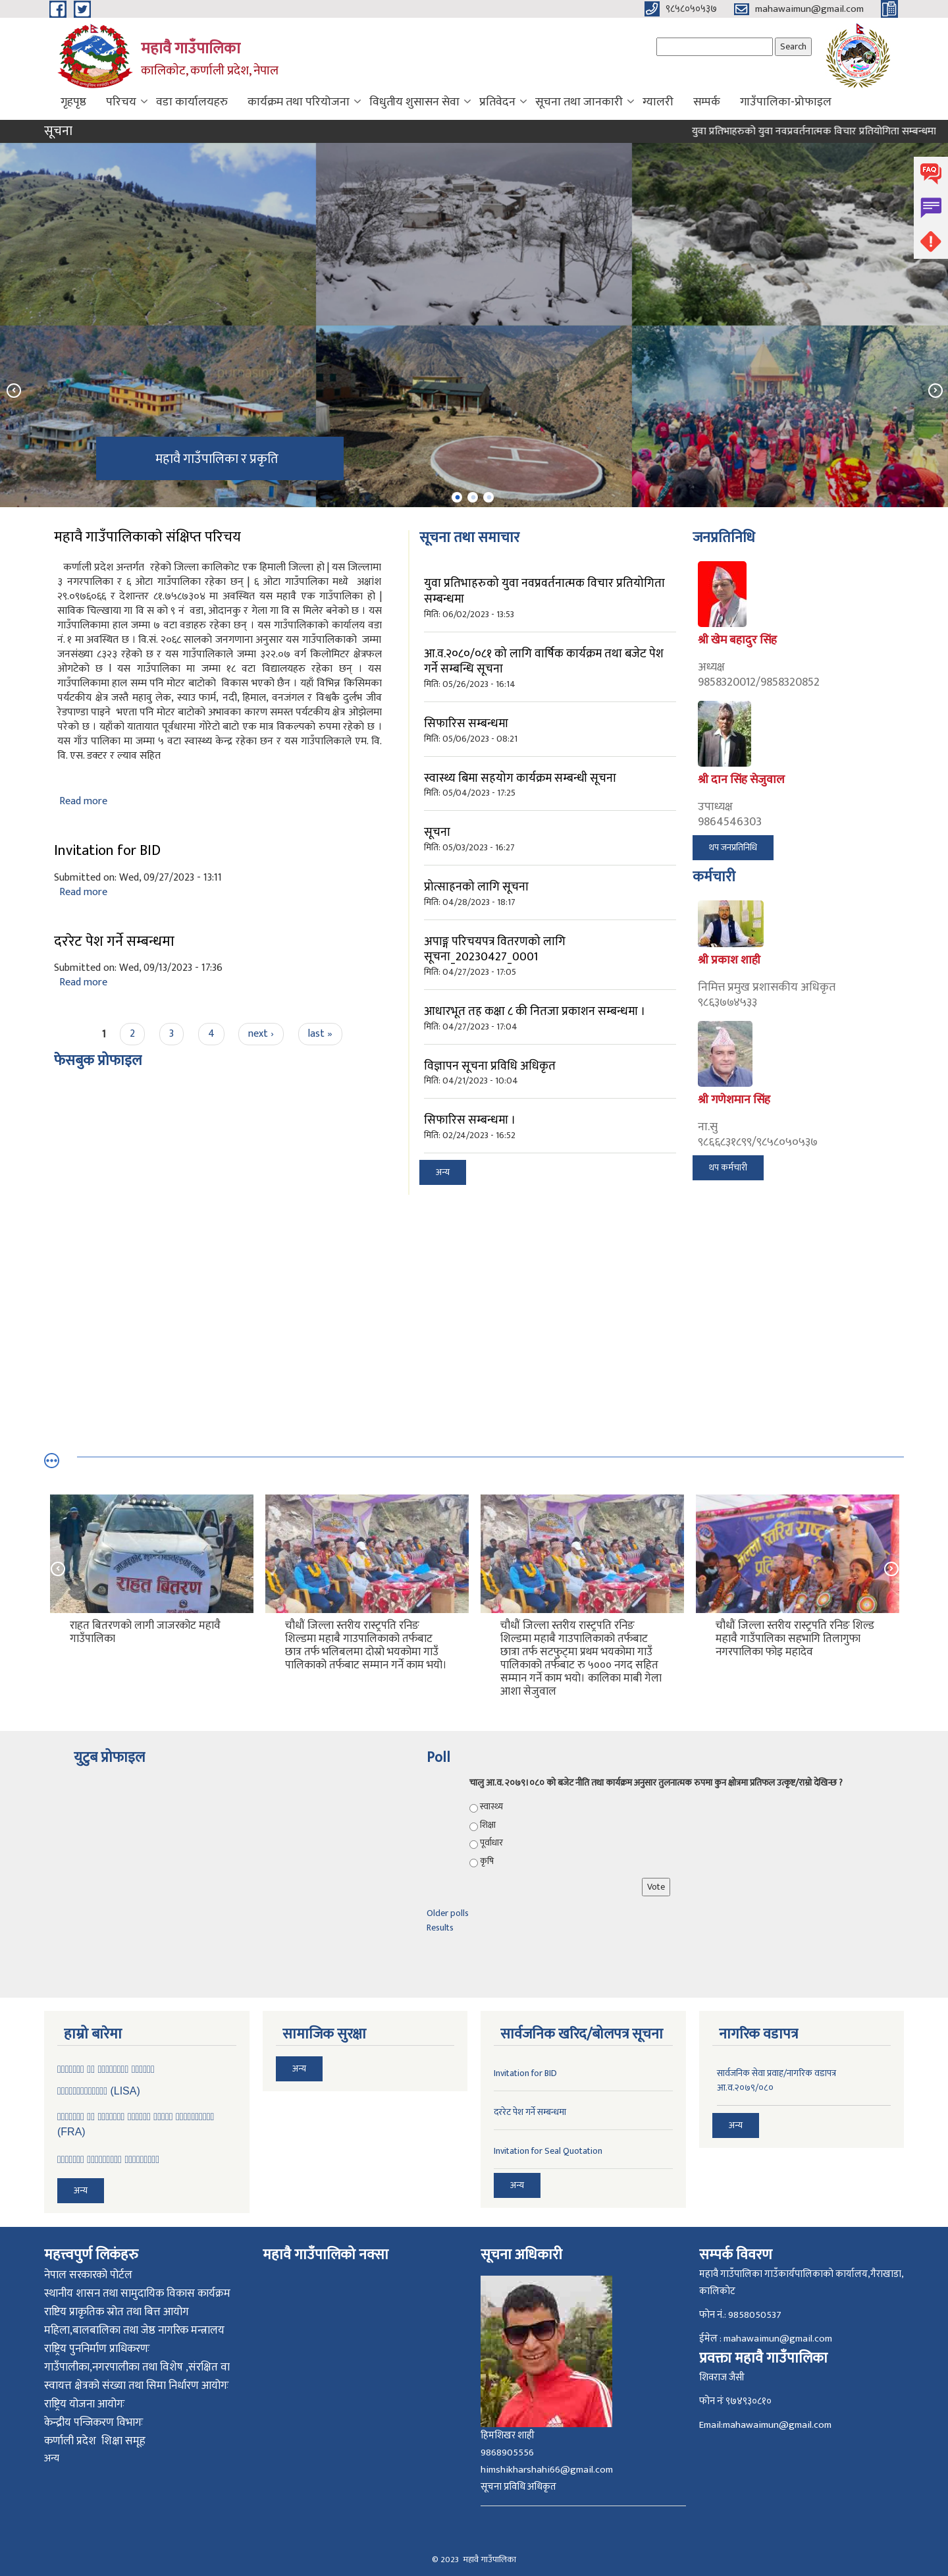 ९८५८०५०५३७
mahawaimun@gmail.com
महावै गाउँपालिका
कालिकोट, कर्णाली प्रदेश, नेपाल
Search
गृहपृष्ठ परिचय वडा कार्यालयहरु कार्यक्रम तथा परियोजना विधुतीय शुसासन सेवा प्रतिवेदन सूचना तथा जानकारी ग्यालरी सम्पर्क गाउँपालिका-प्रोफाइल
सूचना
युवा प्रतिभाहरुको युवा नवप्रवर्तनात्मक विचार प्रतियोगिता सम्बन्धमा
FAQ
महावै गाउँपालिका र प्रकृति
महावै गाउँपालिकाको संक्षिप्त परिचय
कर्णाली प्रदेश अन्तर्गत रहेको जिल्ला कालिकोट एक हिमाली जिल्ला हो | यस जिल्लामा
३ नगरपालिका र ६ ओटा गाउँपालिका रहेका छन् | ६ ओटा गाउँपालिका मध्ये अक्षांश
२९.०९७६०६६ र देशान्तर ८१.७५८७३०४ मा अवस्थित यस महावै एक गाउँपालिका हो |
साविक चिल्खाया गा वि स को ९ नं वडा, ओदानकु र गेला गा वि स मिलेर बनेको छ । यस
गाउँपालिकामा हाल जम्मा ७ वटा वडाहरु रहेका छन् । यस गाउँपालिकाको कार्यालय वडा
नं. १ मा अवस्थित छ । वि.सं. २०६८ सालको जनगणाना अनुसार यस गाउँपालिकाको जम्मा
जनसंख्या ८३२३ रहेको छ र यस गाउँपालिकाले जम्मा ३२२.०७ वर्ग किलोमिटर क्षेत्रफल
ओगटेको छ । यस गाउँपालिका मा जम्मा १८ वटा विद्यालयहरु रहेका छन् । यस
गाउँपालिकामा हाल सम्म पनि मोटर बाटोको विकास भएको छैन । यहाँ विभिन्न किसिमका
पर्यटकीय क्षेत्र जस्तै महावु लेक, स्याउ फार्म, नदी, हिमाल, वनजंगल र विश्वकै दुर्लभ जीव
रेडपाण्डा पाइने भएता पनि मोटर बाटोको अभावका कारण समस्त पर्यटकीय क्षेत्र ओझेलमा
परेको छ । यहाँको यातायात पूर्वधारमा गोरेटो बाटो एक मात्र विकल्पको रुपमा रहेको छ ।
यस गाँउ पालिका मा जम्मा ५ वटा स्वास्थ्य केन्द्र रहेका छन र यस गाउँपालिकाले एम. वि.
वि. एस. डक्टर र ल्याव सहित
Read more
Invitation for BID
Submitted on: Wed, 09/27/2023 - 13:11
Read more
दररेट पेश गर्ने सम्बन्धमा
Submitted on: Wed, 09/13/2023 - 17:36
Read more
1 2 3 4 next › last »
फेसबुक प्रोफाइल
सूचना तथा समाचार
युवा प्रतिभाहरुको युवा नवप्रवर्तनात्मक विचार प्रतियोगिता
सम्बन्धमा
मिति: 06/02/2023 - 13:53
आ.व.२०८०/०८१ को लागि वार्षिक कार्यक्रम तथा बजेट पेश
गर्ने सम्बन्धि सूचना
मिति: 05/26/2023 - 16:14
सिफारिस सम्बन्धमा
मिति: 05/06/2023 - 08:21
स्वास्थ्य बिमा सहयोग कार्यक्रम सम्बन्धी सूचना
मिति: 05/04/2023 - 17:25
सूचना
मिति: 05/03/2023 - 16:27
प्रोत्साहनको लागि सूचना
मिति: 04/28/2023 - 18:17
अपाङ्ग परिचयपत्र वितरणको लागि
सूचना_20230427_0001
मिति: 04/27/2023 - 17:05
आधारभूत तह कक्षा ८ की नितजा प्रकाशन सम्बन्धमा ।
मिति: 04/27/2023 - 17:04
विज्ञापन सूचना प्रविधि अधिकृत
मिति: 04/21/2023 - 10:04
सिफारिस सम्बन्धमा ।
मिति: 02/24/2023 - 16:52
अन्य
जनप्रतिनिधि
श्री खेम बहादुर सिंह
अध्यक्ष
9858320012/9858320852
श्री दान सिंह सेजुवाल
उपाध्यक्ष
9864546303
थप जनप्रतिनिधि
कर्मचारी
श्री प्रकाश शाही
निमित्त प्रमुख प्रशासकीय अधिकृत
९८६३७७४५३३
श्री गणेशमान सिंह
ना.सु
९८६६८३१८९९/९८५८०५०५३७
थप कर्मचारी
राहत बितरण
राहत बितरणको लागी जाजरकोट महावै
गाउँपालिका
चौधौं जिल्ला स्तरीय रास्ट्रपति रनिङ
शिल्डमा महाबै गाउपालिकाको तर्फबाट
छात्र तर्फ भलिबलमा दोस्रो भयकोमा गाउँ
पालिकाको तर्फबाट सम्मान गर्ने काम भयो।
चौधौं जिल्ला स्तरीय रास्ट्रपति रनिङ
शिल्डमा महाबै गाउपालिकाको तर्फबाट
छात्रा तर्फ सटफुट्मा प्रथम भयकोमा गाउँ
पालिकाको तर्फबाट रु ५००० नगद सहित
सम्मान गर्ने काम भयो। कालिका माबी गेला
आशा सेजुवाल
चौधौं जिल्ला स्तरीय रास्ट्रपति रनिङ शिल्ड
महावै गाउँपालिका सहभागि तिलागुफा
नगरपालिका फोइ महादेव
युटुब प्रोफाइल
Poll
चालु आ.व. २०७९।०८० को बजेट नीति तथा कार्यक्रम अनुसार तुलनात्मक रुपमा कुन क्षोत्रमा प्रतिफल उत्कृष्ट/राम्रो देखिन्छ ?
स्वास्थ्य
शिक्षा
पूर्वाधार
कृषि
Vote
Older polls
Results
हाम्रो बारेमा
(LISA)
(FRA)
अन्य
सामाजिक सुरक्षा
अन्य
सार्वजनिक खरिद/बोलपत्र सूचना
Invitation for BID
दररेट पेश गर्ने सम्बन्धमा
Invitation for Seal Quotation
अन्य
नागरिक वडापत्र
सार्वजनिक सेवा प्रवाह/नागरिक वडापत्र
आ.व.२०७९/०८०
अन्य
महत्त्वपुर्ण लिकंहरु
नेपाल सरकारको पोर्टल
स्थानीय शासन तथा सामुदायिक विकास कार्यक्रम
राष्टिय प्राकृतिक स्रोत तथा बित्त आयोग
महिला,बालबालिका तथा जेष्ठ नागरिक मन्त्रालय
राष्ट्रिय पुननिर्माण प्राधिकरण
गाउँपालीका,नगरपालीका तथा विशेष ,संरक्षित वा
स्वायत्त क्षेत्रको संख्या तथा सिमा निर्धारण आयोग
राष्ट्रिय योजना आयोग
केन्द्रीय पन्जिकरण विभाग
कर्णाली प्रदेश शिक्षा समूह
अन्य
महावै गाउँपालिको नक्सा
सूचना अधिकारी
हिमशिखर शाही
9868905556
himshikharshahi66@gmail.com
सूचना प्रविधि अधिकृत
सम्पर्क विवरण
महावै गाउँपालिका गाउँकार्यपालिकाको कार्यालय,गैराखाडा,
कालिकोट
फोन नं.: 9858050537
ईमेल : mahawaimun@gmail.com
प्रवक्ता महावै गाउँपालिका
शिवराज जैसी
फोन नं ९७४९३०८१०
Email:mahawaimun@gmail.com
© 2023 महावै गाउँपालिका